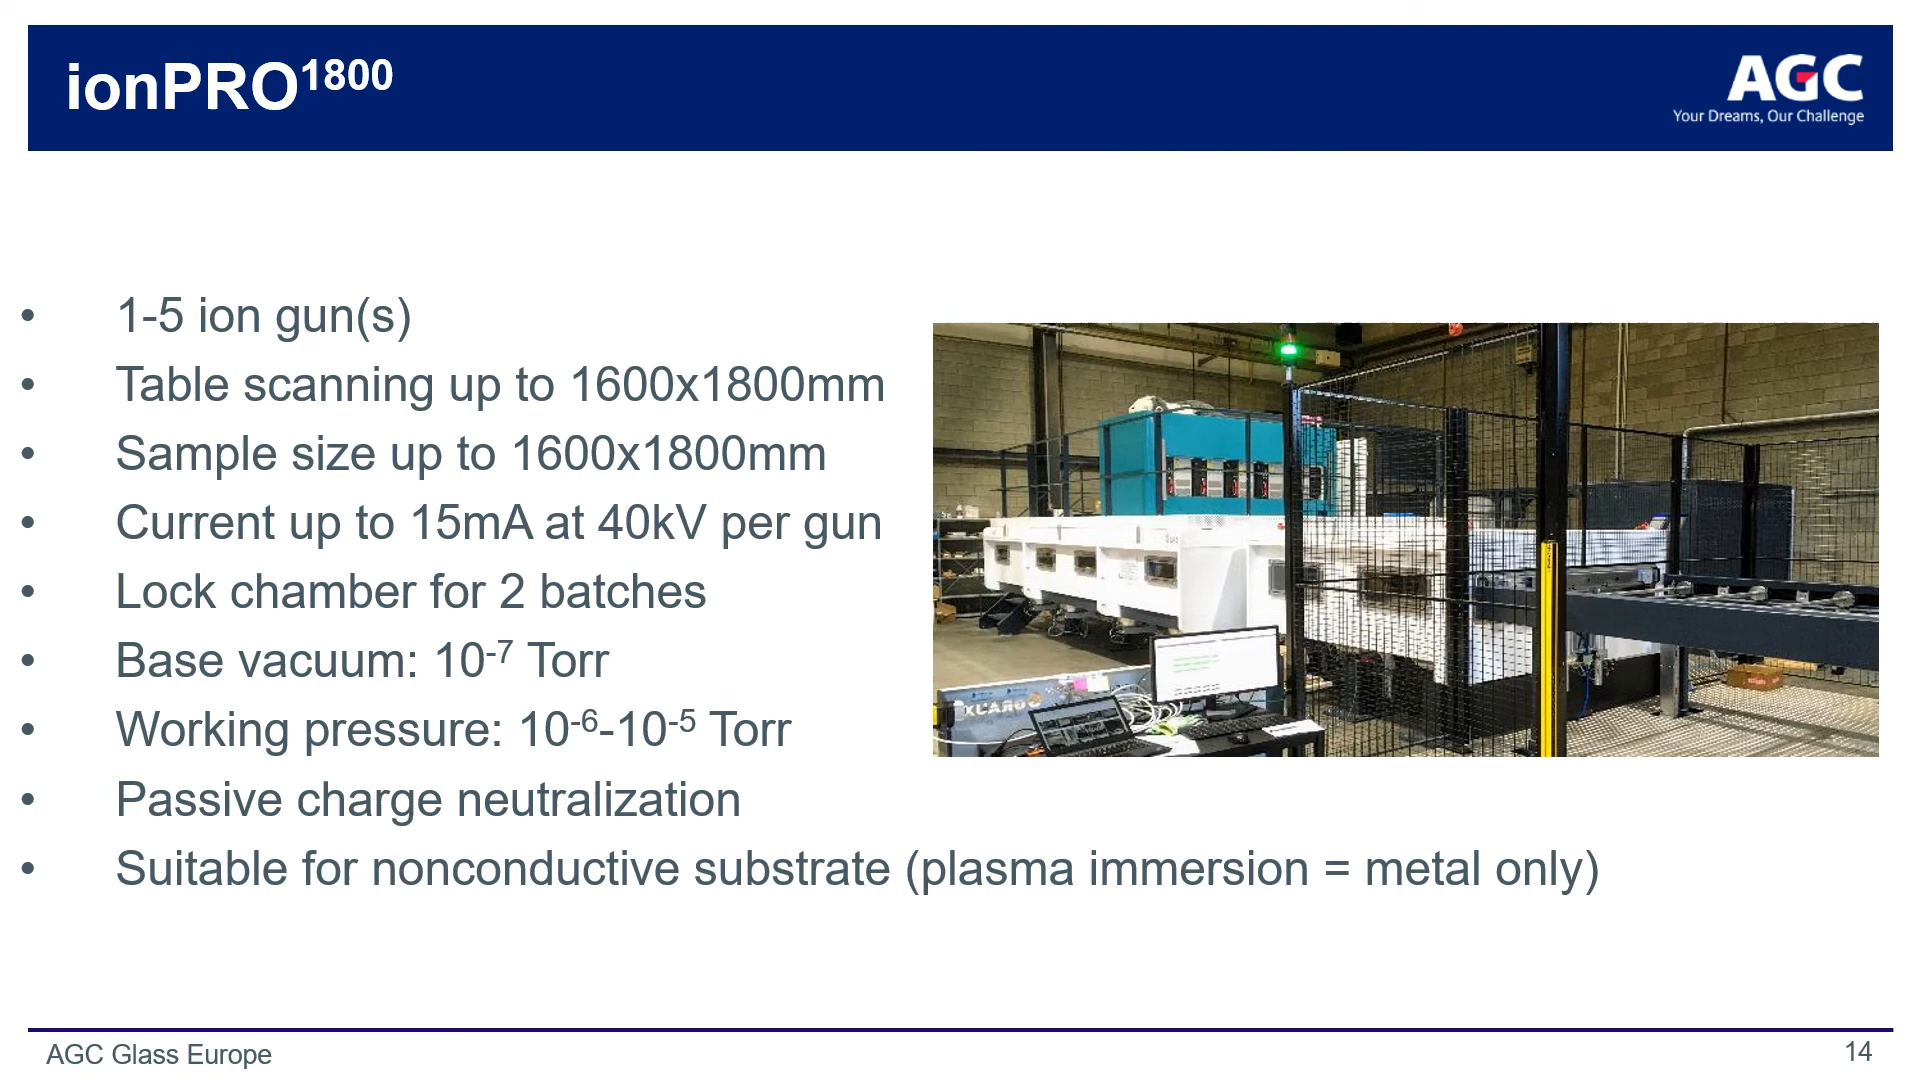 ionPRO¹⁸⁰⁰
AGC
Your Dreams, Our Challenge
• 1-5 ion gun(s)
• Table scanning up to 1600x1800mm
• Sample size up to 1600x1800mm
• Current up to 15mA at 40kV per gun
• Lock chamber for 2 batches
• Base vacuum: 10⁻⁷ Torr
• Working pressure: 10⁻⁶-10⁻⁵ Torr
• Passive charge neutralization
• Suitable for nonconductive substrate (plasma immersion = metal only)
AGC Glass Europe
14